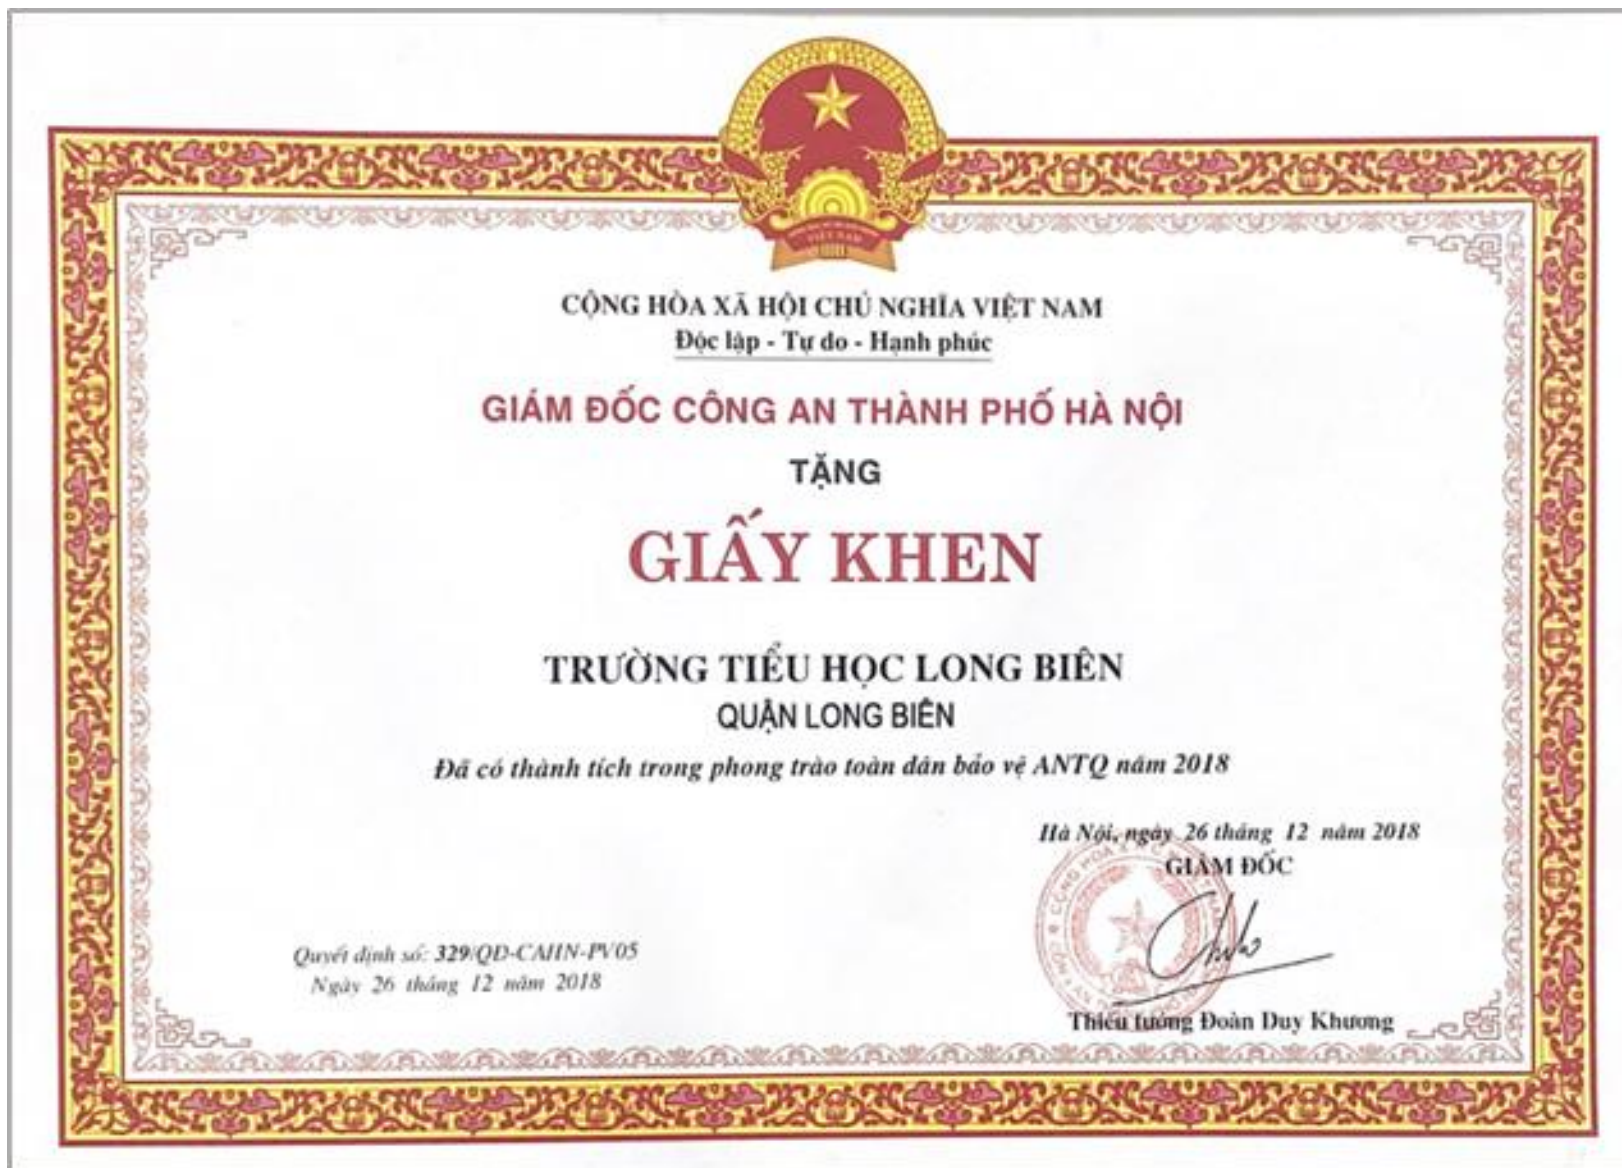 VIỆT NAM
CỘNG HÒA XÃ HỘI CHỦ NGHĨA VIỆT NAM
Độc lập - Tự do - Hạnh phúc
GIÁM ĐỐC CÔNG AN THÀNH PHỐ HÀ NỘI
TẶNG
GIẤY KHEN
TRƯỜNG TIỂU HỌC LONG BIÊN
QUẬN LONG BIÊN
Đã có thành tích trong phong trào toàn dân bảo vệ ANTQ năm 2018
Hà Nội, ngày 26 tháng 12 năm 2018
GIÁM ĐỐC
Quyết định số: 329/QĐ-CAHN-PV05
Ngày 26 tháng 12 năm 2018
Thiếu tướng Đoàn Duy Khương